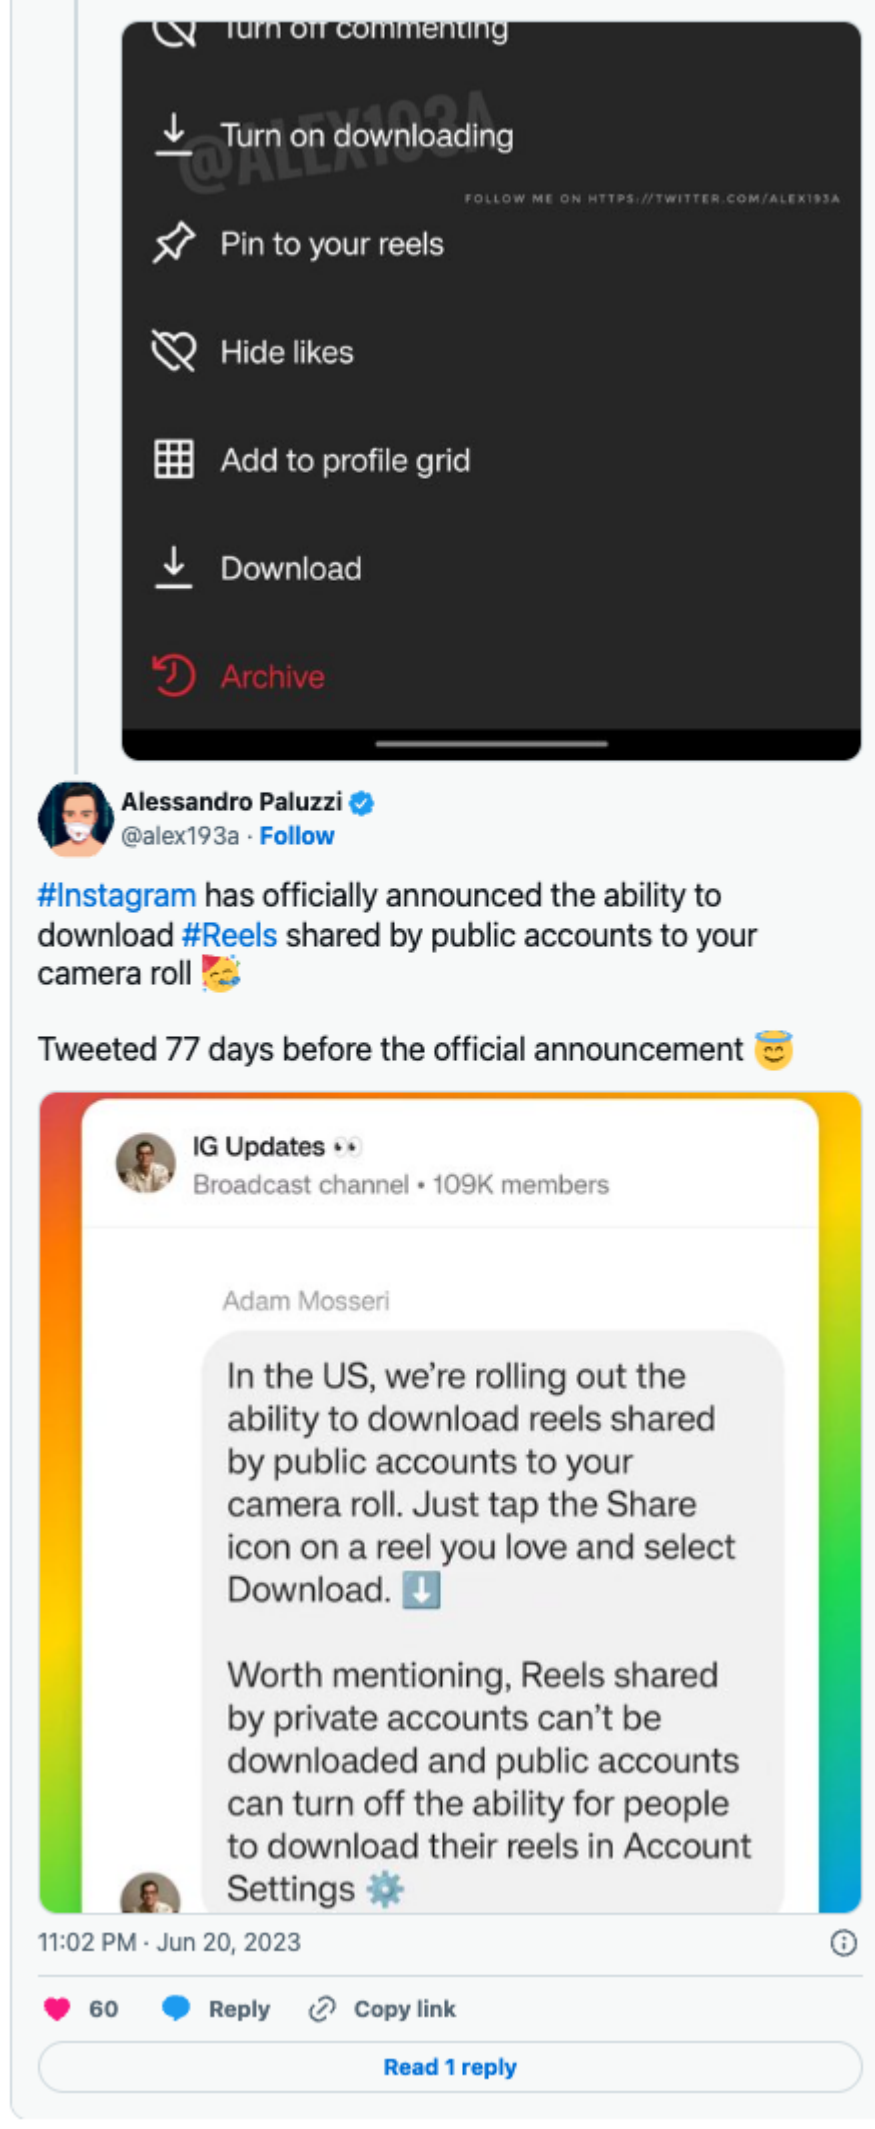 Turn off commenting
@ALEX193A
Turn on downloading
FOLLOW ME ON HTTPS://TWITTER.COM/ALEX193A
Pin to your reels
Hide likes
Add to profile grid
Download
Archive
Alessandro Paluzzi
@alex193a · Follow
#Instagram has officially announced the ability to
download #Reels shared by public accounts to your
camera roll 🥳
Tweeted 77 days before the official announcement 😇
IG Updates 👀
Broadcast channel • 109K members
Adam Mosseri
In the US, we’re rolling out the
ability to download reels shared
by public accounts to your
camera roll. Just tap the Share
icon on a reel you love and select
Download. ⬇️
Worth mentioning, Reels shared
by private accounts can’t be
downloaded and public accounts
can turn off the ability for people
to download their reels in Account
Settings ⚙️
11:02 PM · Jun 20, 2023
60 Reply Copy link
Read 1 reply